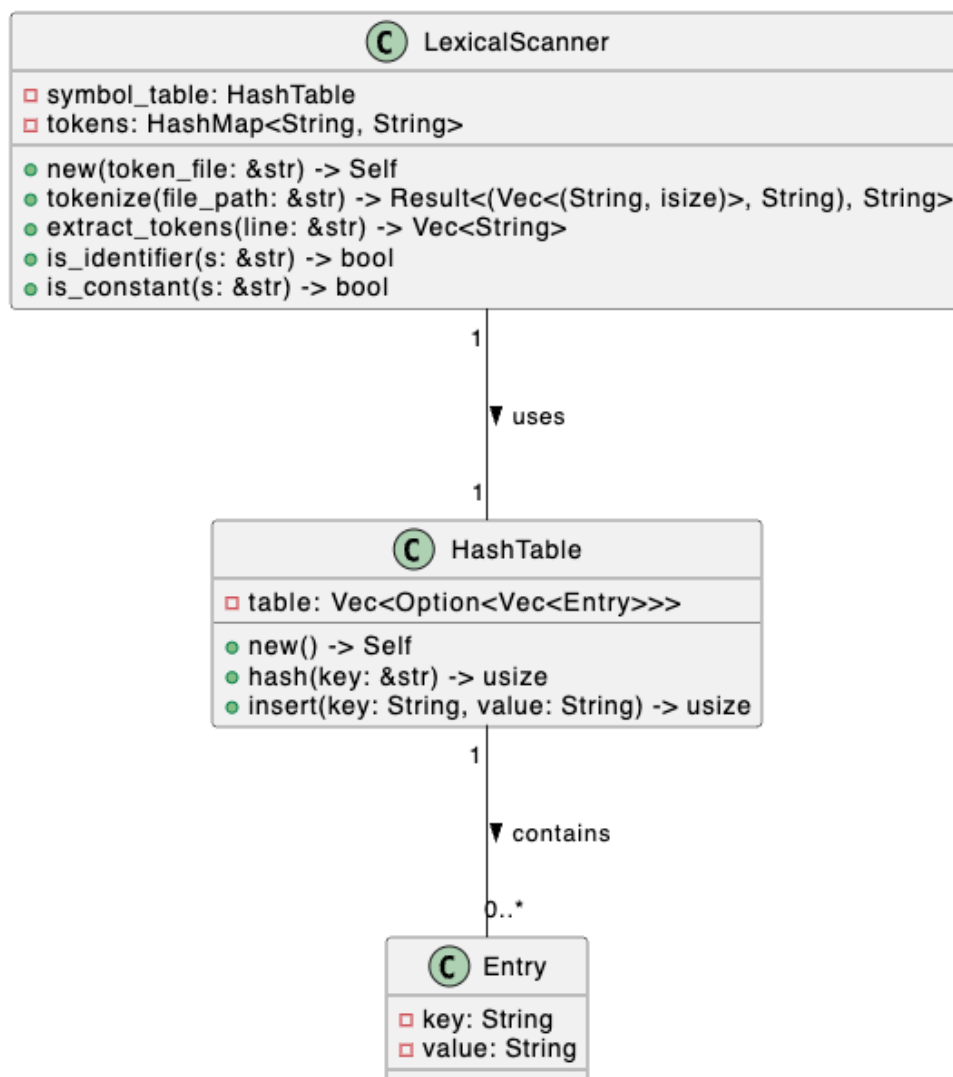 C LexicalScanner
symbol_table: HashTable
tokens: HashMap<String, String>
new(token_file: &str) -> Self
tokenize(file_path: &str) -> Result<(Vec<(String, isize)>, String), String>
extract_tokens(line: &str) -> Vec<String>
is_identifier(s: &str) -> bool
is_constant(s: &str) -> bool
1
uses
1
C HashTable
table: Vec<Option<Vec<Entry>>>
new() -> Self
hash(key: &str) -> usize
insert(key: String, value: String) -> usize
1
contains
0..*
C Entry
key: String
value: String